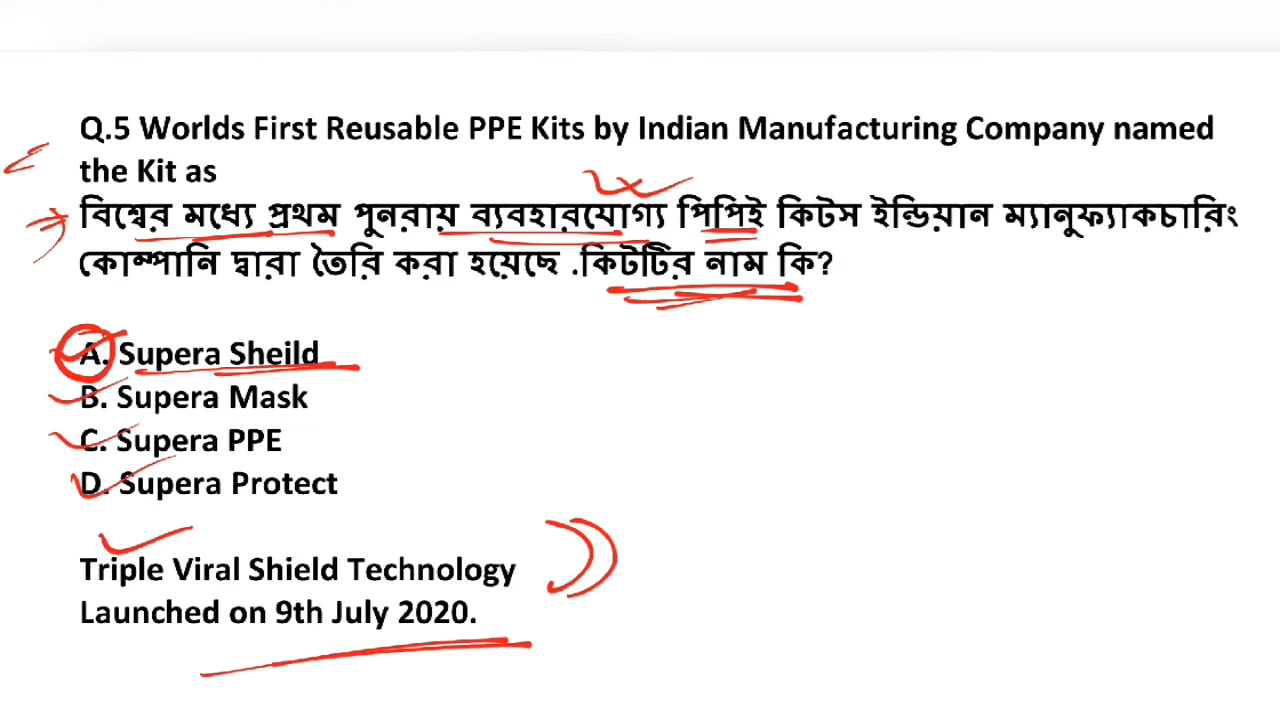 Q.5 Worlds First Reusable PPE Kits by Indian Manufacturing Company named
the Kit as
বিশ্বের মধ্যে প্রথম পুনরায় ব্যবহারযোগ্য পিপিই কিটস ইন্ডিয়ান ম্যানুফ্যাকচারিং
কোম্পানি দ্বারা তৈরি করা হয়েছে .কিটটির নাম কি?
A. Supera Sheild
B. Supera Mask
C. Supera PPE
D. Supera Protect
Triple Viral Shield Technology
Launched on 9th July 2020.